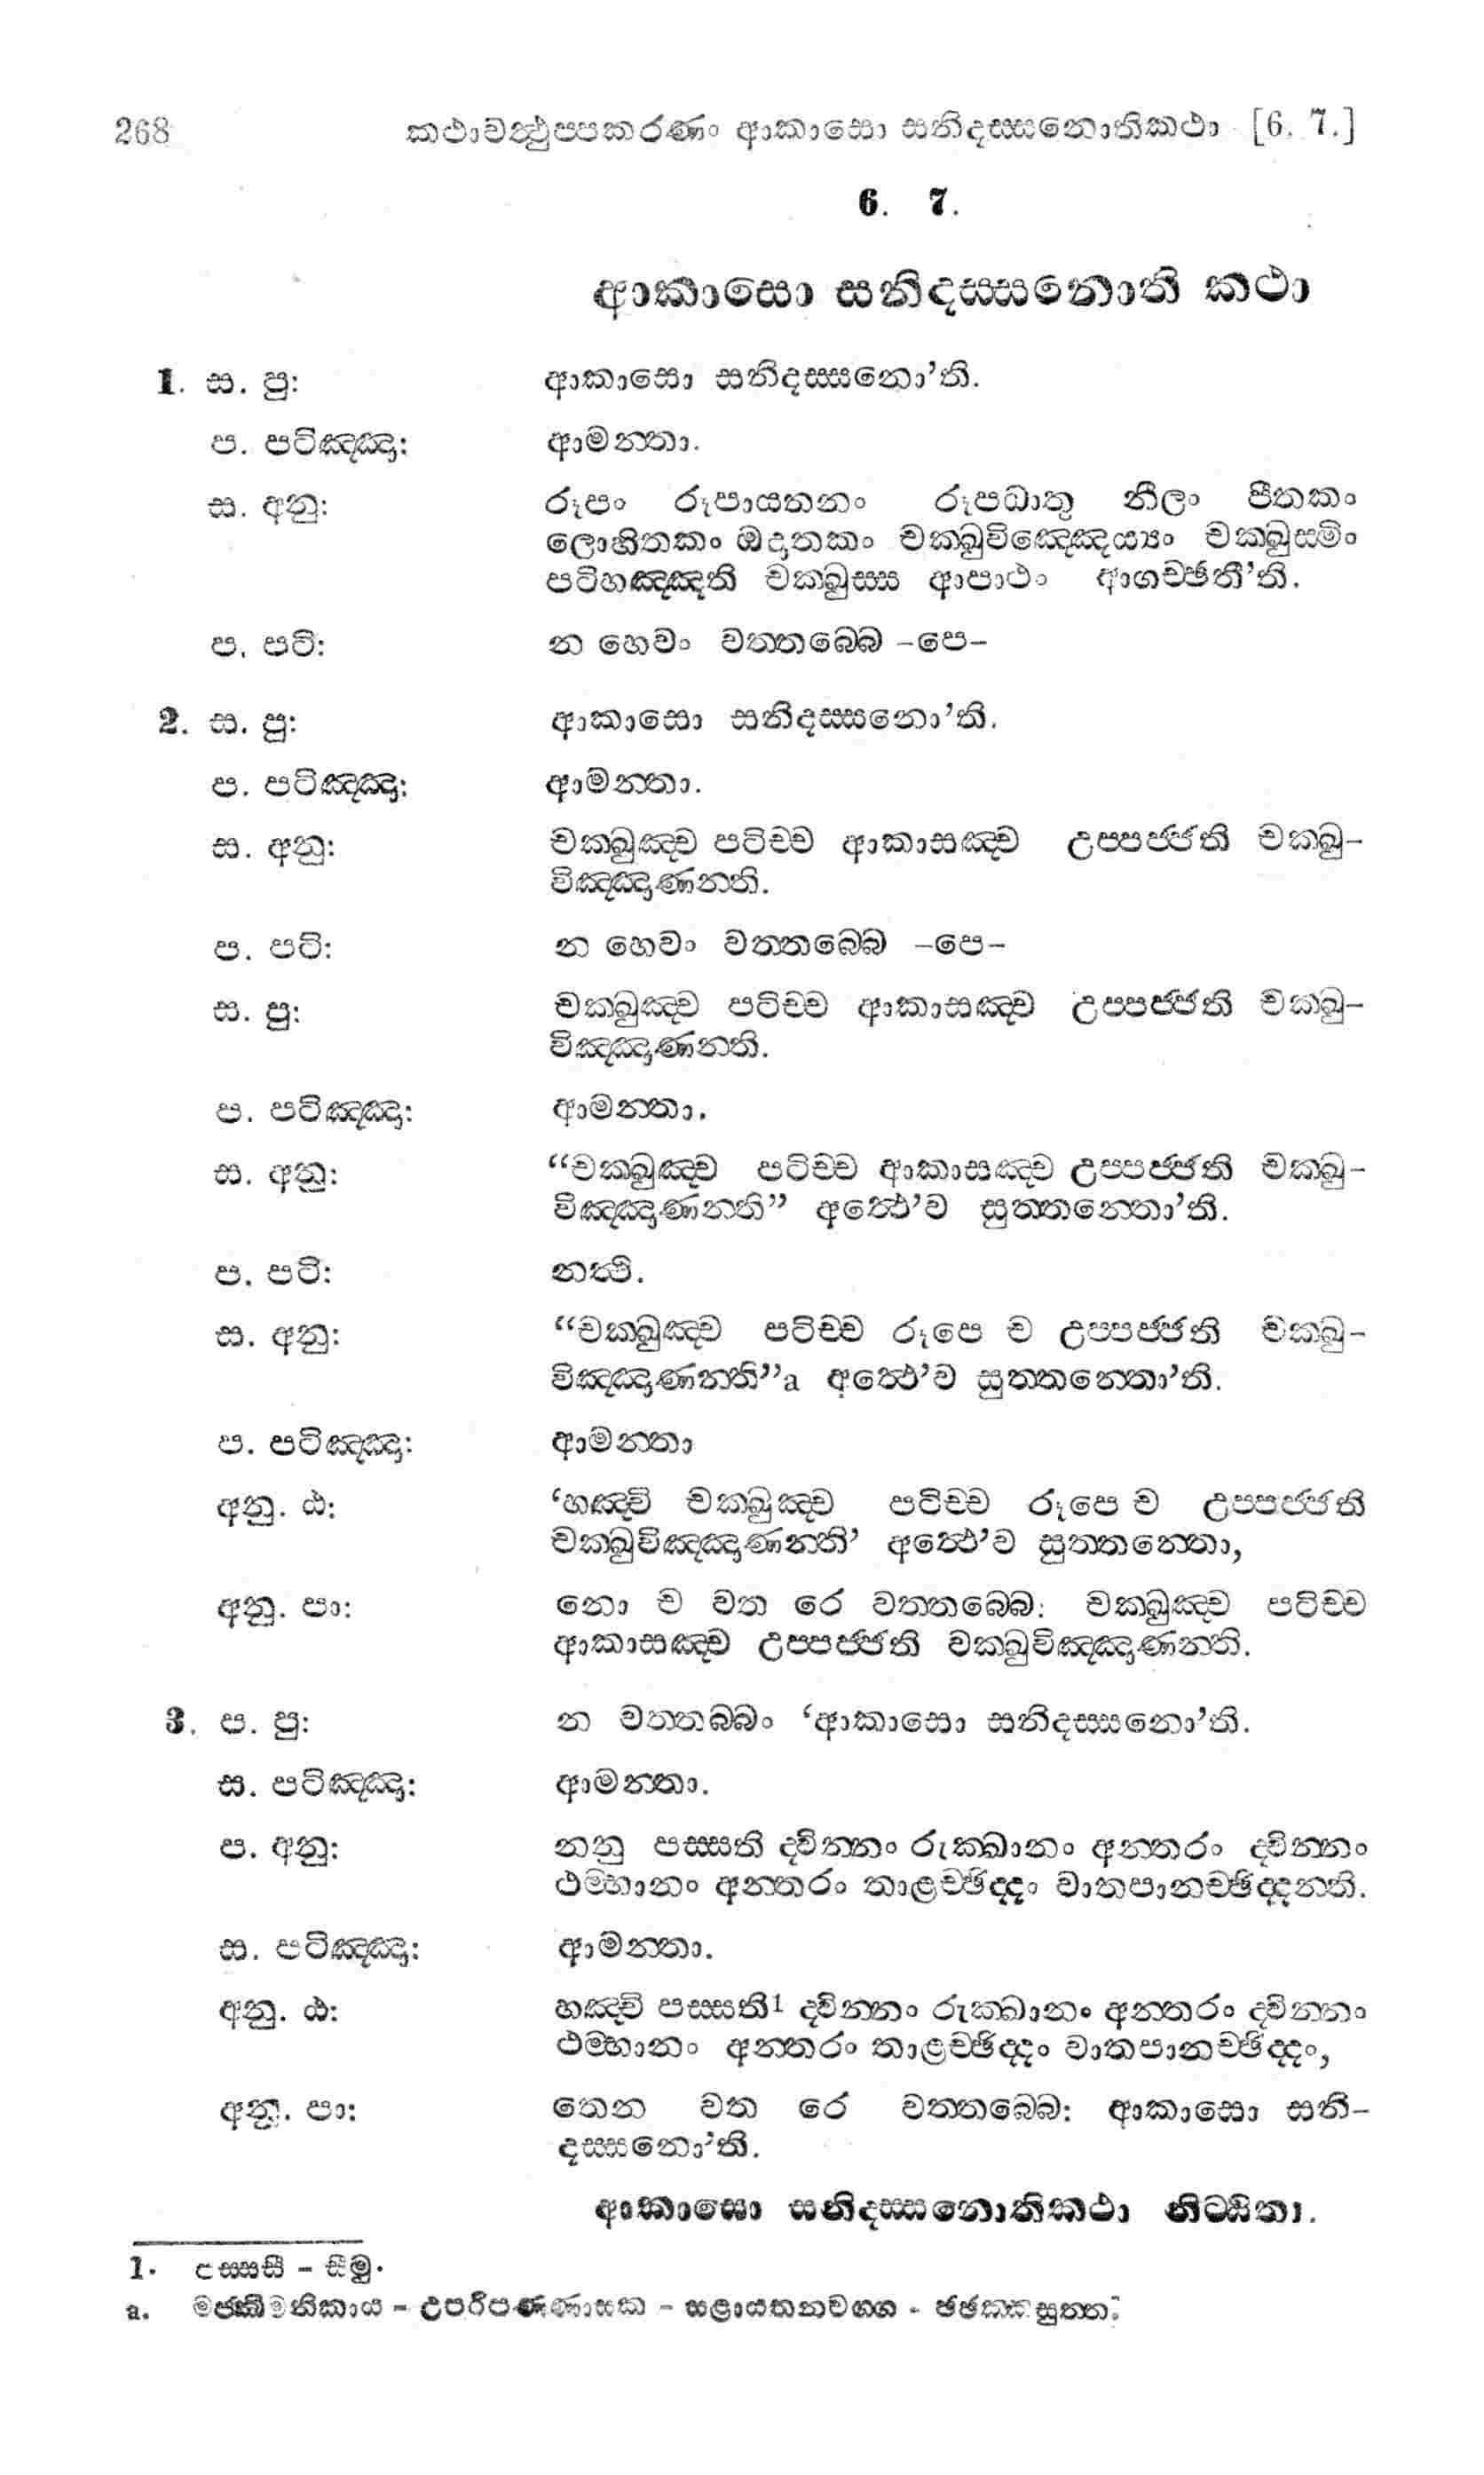 268 කථාවත්ථුප්පකරණං ආකාසො සනිදස්සනොතිකථා [6. 7.]
6. 7.
ආකාසො සනිදස්සනොති කථා
1. ස. පු: ආකාසො සනිදස්සනො’ති.
ප. පටිඤ්ඤා: ආමන්තා.
ස. අනු: රූපං රූපායතනං රූපධාතු නීලං පීතකං
ලොහිතකං ඔදාතකං චක්ඛුවිඤ්ඤෙය්‍යං චක්ඛුස්මිං
පටිහඤ්ඤති චක්ඛුස්ස ආපාථං ආගච්ඡතී’ති.
ප. පටි: න හෙවං වත්තබ්බෙ -පෙ-
2. ස. පු: ආකාසො සනිදස්සනො’ති.
ප. පටිඤ්ඤා: ආමන්තා.
ස. අනු: චක්ඛුඤ්ච පටිච්ච ආකාසඤ්ච උප්පජ්ජති චක්ඛු-
විඤ්ඤාණන්ති.
ප. පටි: න හෙවං වත්තබ්බෙ -පෙ-
ස. පු: චක්ඛුඤ්ච පටිච්ච ආකාසඤ්ච උප්පජ්ජති චක්ඛු-
විඤ්ඤාණන්ති.
ප. පටිඤ්ඤා: ආමන්තා.
ස. අනු: “චක්ඛුඤ්ච පටිච්ච ආකාසඤ්ච උප්පජ්ජති චක්ඛු-
විඤ්ඤාණන්ති” අත්ථෙ’ව සුත්තන්තො’ති.
ප. පටි: නත්ථි.
ස. අනු: “චක්ඛුඤ්ච පටිච්ච රූපෙ ච උප්පජ්ජති චක්ඛු-
විඤ්ඤාණන්ති”a අත්ථෙ’ව සුත්තන්තො’ති.
ප. පටිඤ්ඤා: ආමන්තා
අනු. ඨ: ‘හඤ්චි චක්ඛුඤ්ච පටිච්ච රූපෙ ච උප්පජ්ජති
චක්ඛුවිඤ්ඤාණන්ති’ අත්ථෙ’ව සුත්තන්තො,
අනු. පා: නො ච වත රෙ වත්තබ්බෙ: චක්ඛුඤ්ච පටිච්ච
ආකාසඤ්ච උප්පජ්ජති චක්ඛුවිඤ්ඤාණන්ති.
3. ප. පු: න වත්තබ්බං ‘ආකාසො සනිදස්සනො’ති.
ස. පටිඤ්ඤා: ආමන්තා.
ප. අනු: නනු පස්සති ද්වින්නං රුක්ඛානං අන්තරං ද්වින්නං
ථම්භානං අන්තරං තාළච්ඡිද්දං වාතපානච්ඡිද්දන්ති.
ස. පටිඤ්ඤා: ආමන්තා.
අනු. ඨ: හඤ්චි පස්සති1 ද්වින්නං රුක්ඛානං අන්තරං ද්වින්නං
ථම්භානං අන්තරං තාළච්ඡිද්දං වාතපානච්ඡිද්දං,
අනු. පා: තෙන වත රෙ වත්තබ්බෙ: ආකාසො සනි-
දස්සනො’ති.
ආකාසො සනිදස්සනොතිකථා නිට්ඨිතා.
1. පස්සසි - සීමු.
a. මජ්ඣිමනිකාය - උපරිපණ්ණාසක - සළායතනවග්ග - ඡඡක්කසුත්ත.